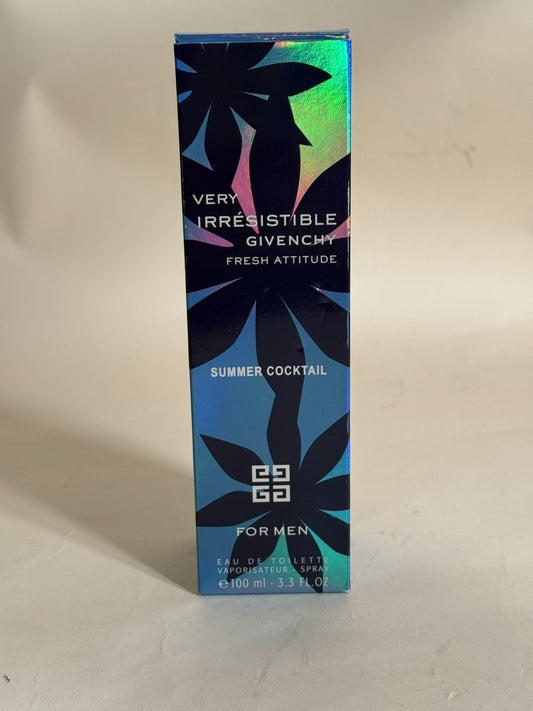 VERY
IRRÉSISTIBLE
GIVENCHY
FRESH ATTITUDE
SUMMER COCKTAIL
FOR MEN
EAU DE TOILETTE
VAPORISATEUR - SPRAY
℮100 ml - 3.3 FL.OZ